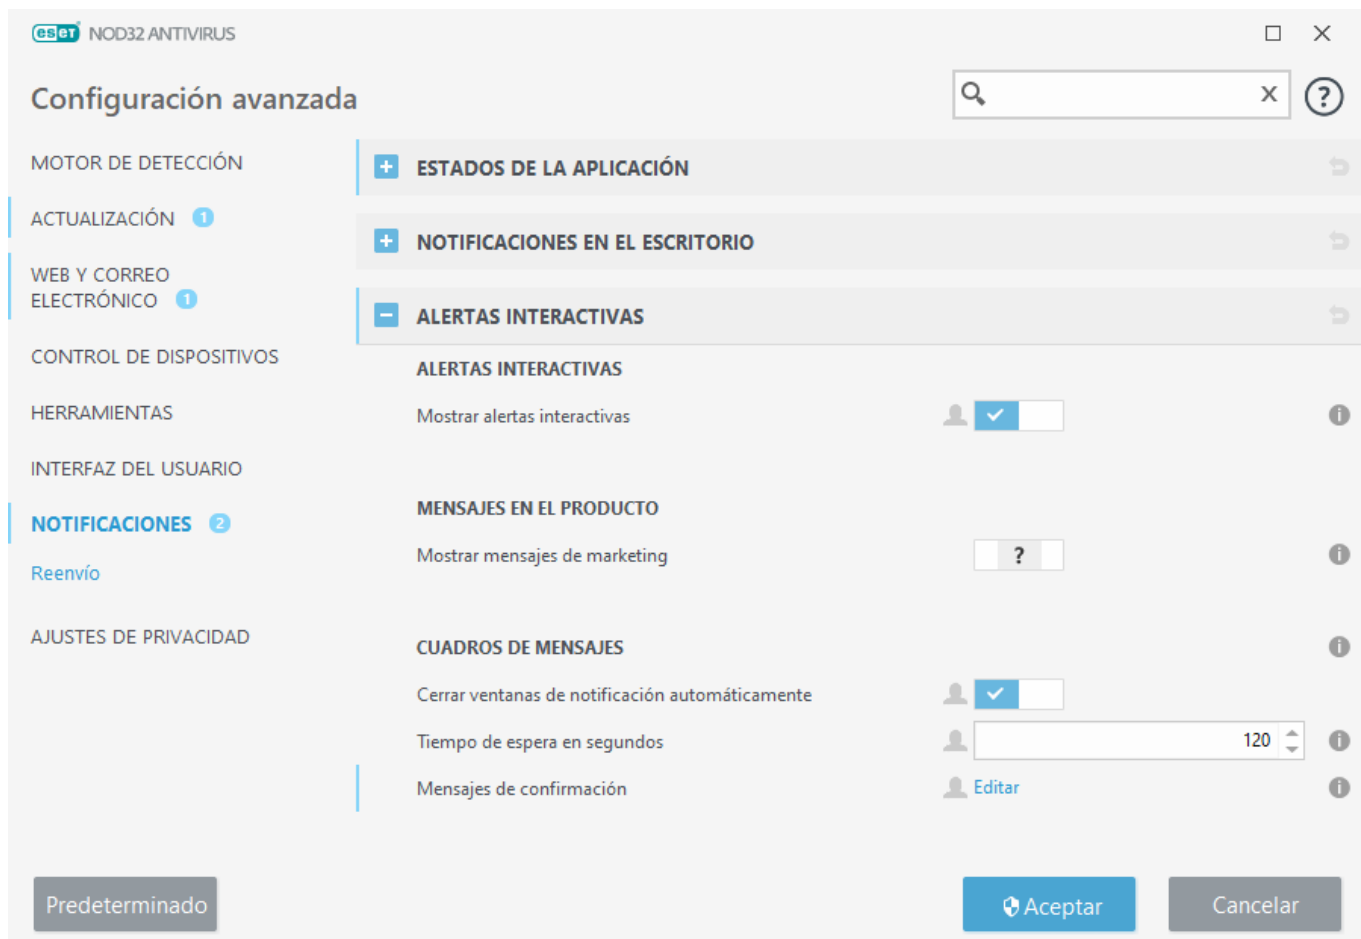 eset NOD32 ANTIVIRUS
Configuración avanzada
x
?
MOTOR DE DETECCIÓN
ACTUALIZACIÓN 1
WEB Y CORREO
ELECTRÓNICO 1
CONTROL DE DISPOSITIVOS
HERRAMIENTAS
INTERFAZ DEL USUARIO
NOTIFICACIONES 2
Reenvío
AJUSTES DE PRIVACIDAD
ESTADOS DE LA APLICACIÓN
NOTIFICACIONES EN EL ESCRITORIO
ALERTAS INTERACTIVAS
ALERTAS INTERACTIVAS
Mostrar alertas interactivas
MENSAJES EN EL PRODUCTO
Mostrar mensajes de marketing ?
CUADROS DE MENSAJES
Cerrar ventanas de notificación automáticamente
Tiempo de espera en segundos 120
Mensajes de confirmación Editar
Predeterminado
Aceptar
Cancelar